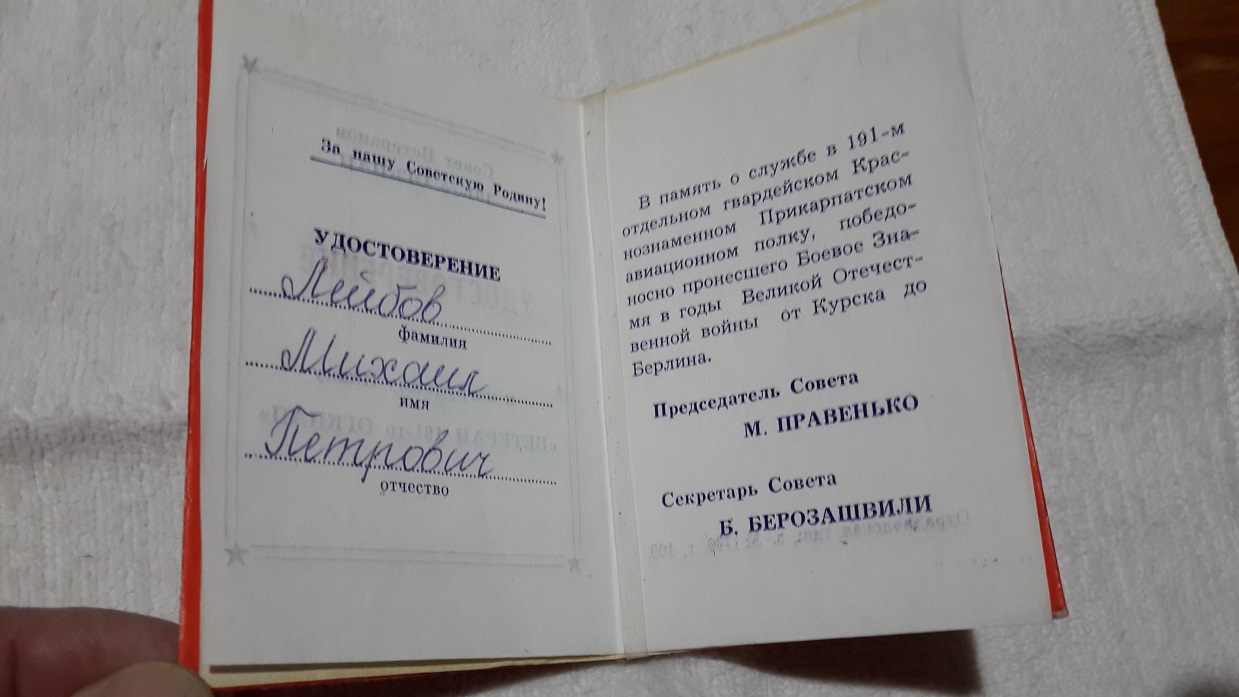 За нашу Советскую Родину!
УДОСТОВЕРЕНИЕ
Лейбов
фамилия
Михаил
имя
Петрович
отчество
В память о службе в 191-м
отдельном гвардейском Крас-
нознаменном Прикарпатском
авиационном полку, победо-
носно пронесшего Боевое Зна-
мя в годы Великой Отечест-
венной войны от Курска до
Берлина.
Председатель Совета
М. ПРАВЕНЬКО
Секретарь Совета
Б. БЕРОЗАШВИЛИ